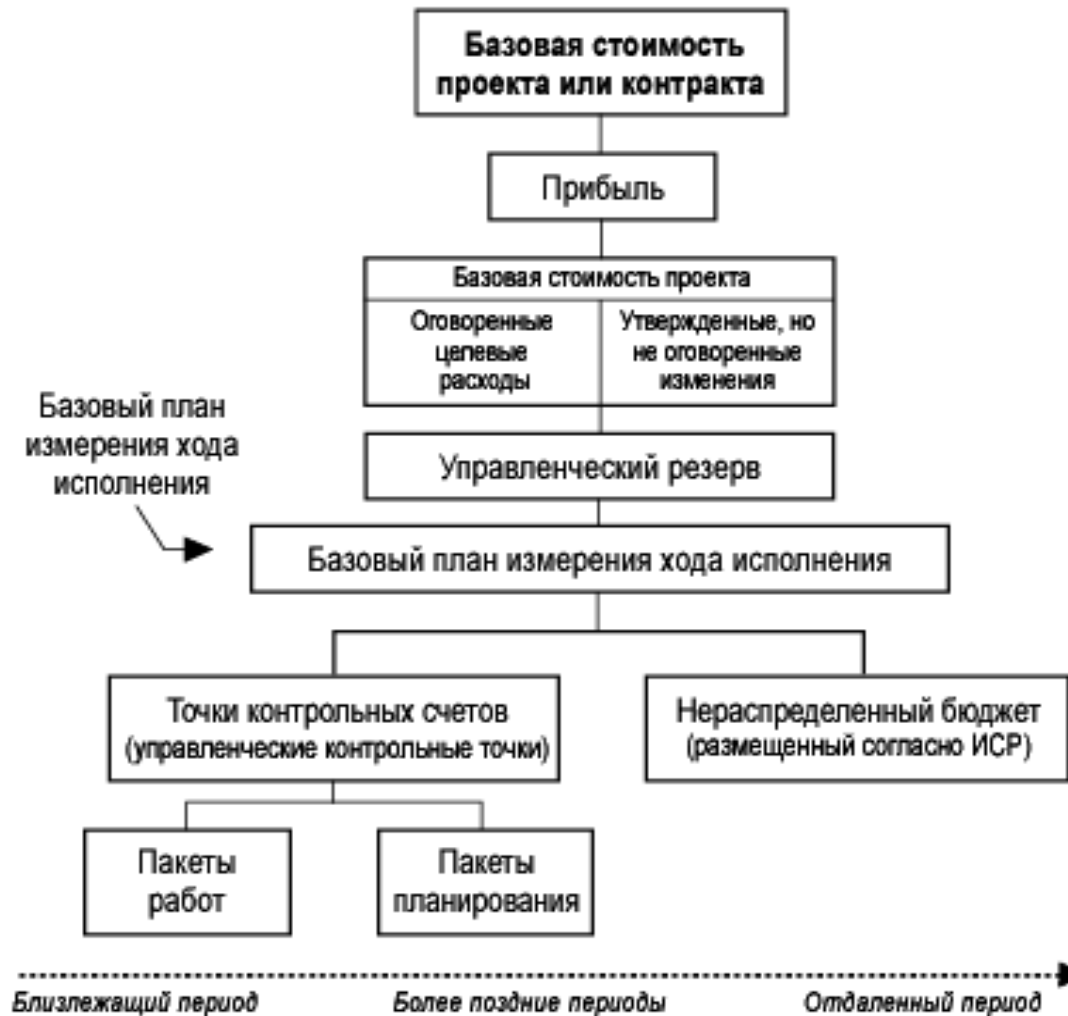 Базовая стоимость
проекта или контракта
Прибыль
Базовая стоимость проекта
Оговоренные
целевые
расходы
Утвержденные, но
не оговоренные
изменения
Базовый план
измерения хода
исполнения
Управленческий резерв
Базовый план измерения хода исполнения
Точки контрольных счетов
(управленческие контрольные точки)
Нераспределенный бюджет
(размещенный согласно ИСР)
Пакеты
работ
Пакеты
планирования
Близлежащий период
Более поздние периоды
Отдаленный период